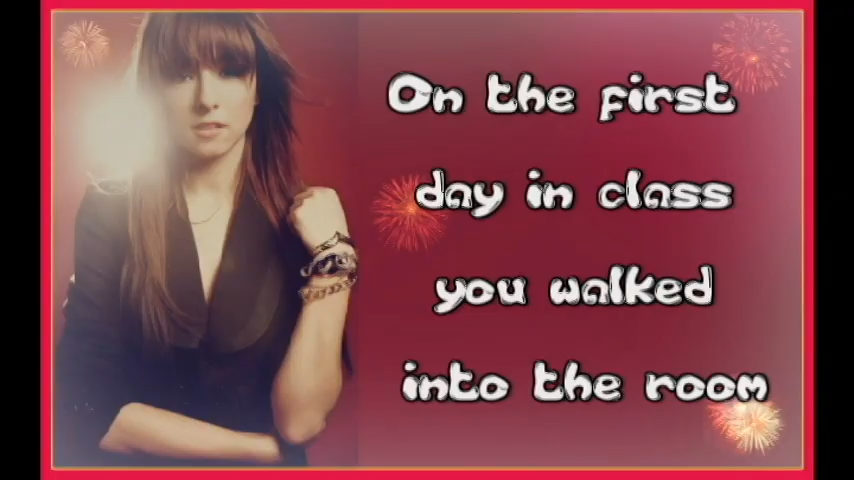 On the first
day in class
you walked
into the room